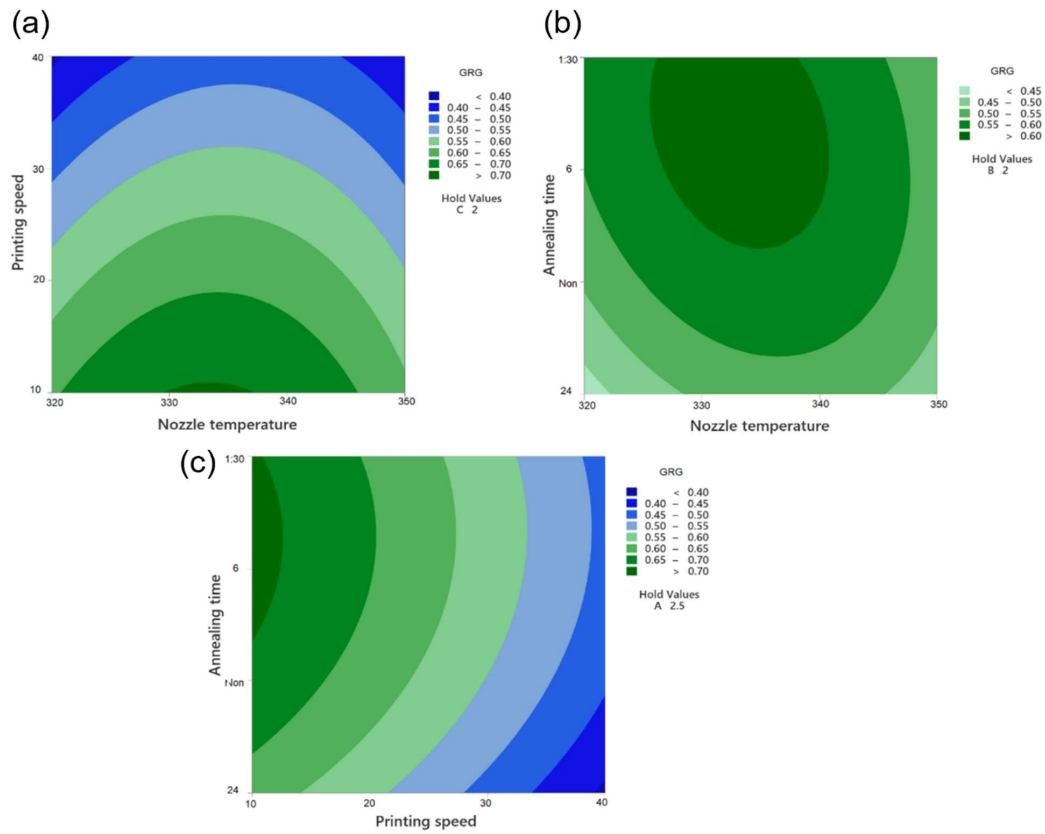 (a)
40
30
20
10
320
330
340
350
Printing speed
Nozzle temperature
GRG
< 0.40
0.40 – 0.45
0.45 – 0.50
0.50 – 0.55
0.55 – 0.60
0.60 – 0.65
0.65 – 0.70
> 0.70
Hold Values
C 2
(b)
1:30
6
Non
24
320
330
340
350
Annealing time
Nozzle temperature
GRG
< 0.45
0.45 – 0.50
0.50 – 0.55
0.55 – 0.60
> 0.60
Hold Values
B 2
(c)
1:30
6
Non
24
10
20
30
40
Annealing time
Printing speed
GRG
< 0.40
0.40 – 0.45
0.45 – 0.50
0.50 – 0.55
0.55 – 0.60
0.60 – 0.65
0.65 – 0.70
> 0.70
Hold Values
A 2.5